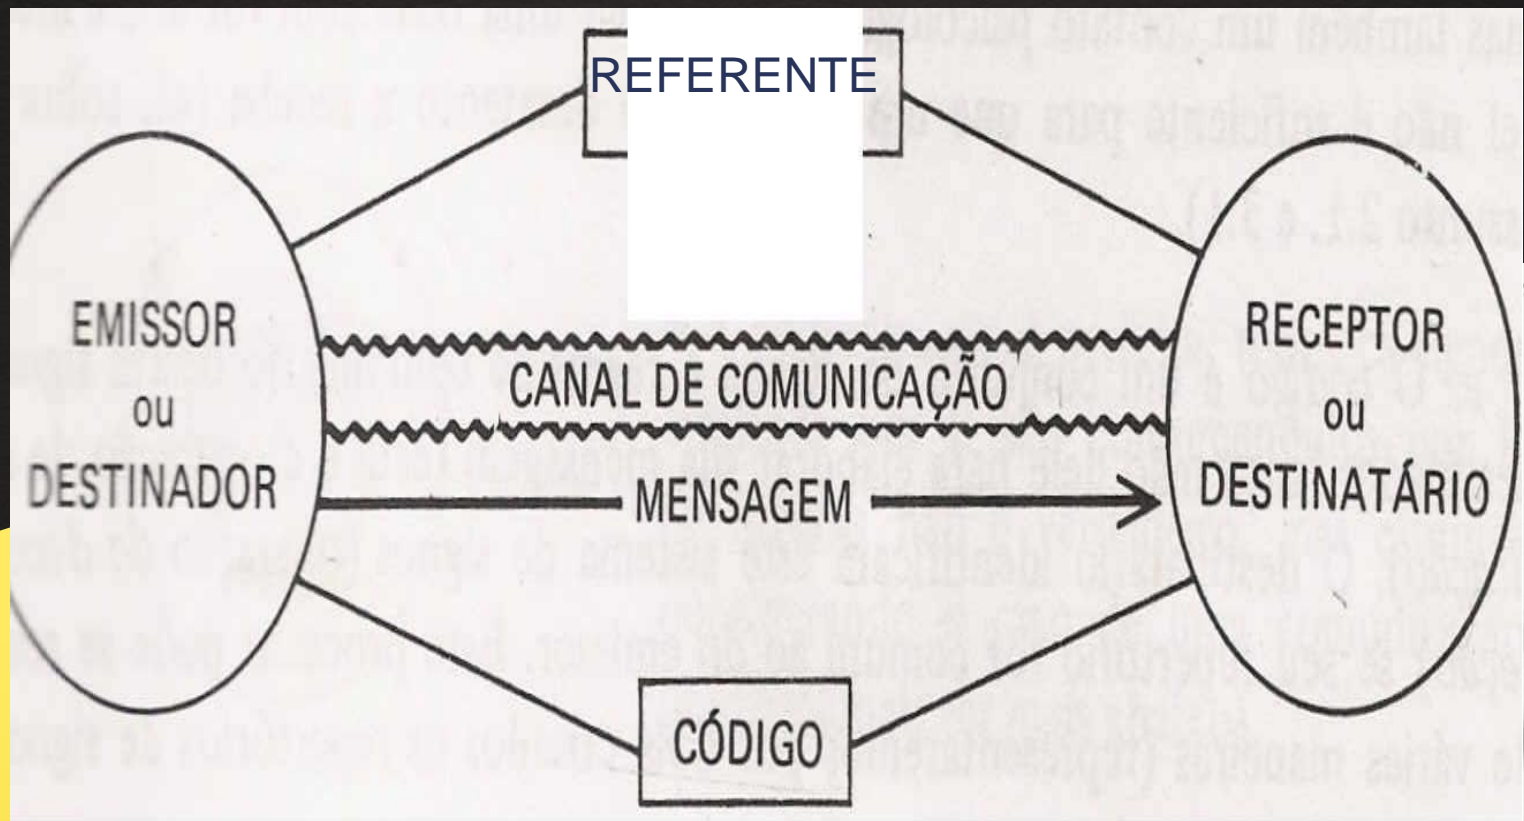 REFERENTE
EMISSOR
ou
DESTINADOR
CANAL DE COMUNICAÇÃO
MENSAGEM
RECEPTOR
ou
DESTINATÁRIO
CÓDIGO